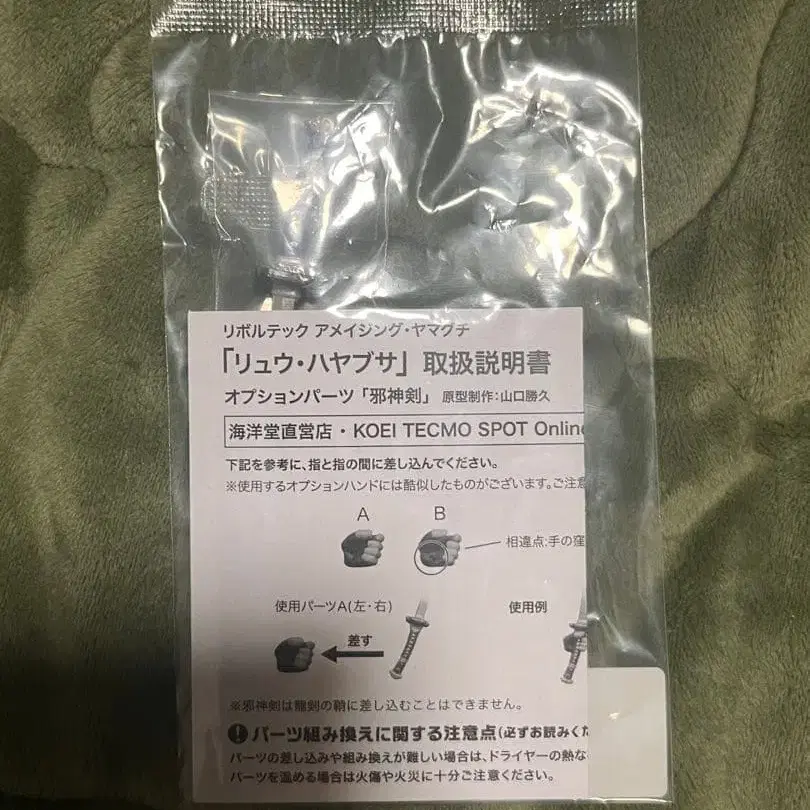 リボルテック アメイジング・ヤマグチ
「リュウ・ハヤブサ」取扱説明書
オプションパーツ「邪神剣」 原型制作：山口勝久
海洋堂直営店・KOEI TECMO SPOT Online
下記を参考に、指と指の間に差し込んでください。
※使用するオプションハンドには酷似したものがございます。ご注意
A B
相違点：手の窪
使用パーツA(左・右) 使用例
差す
※邪神剣は龍剣の鞘に差し込むことはできません。
パーツ組み換えに関する注意点(必ずお読みくだ
パーツの差し込みや組み換えが難しい場合は、ドライヤーの熱な
パーツを温める場合は火傷や火災に十分ご注意ください。